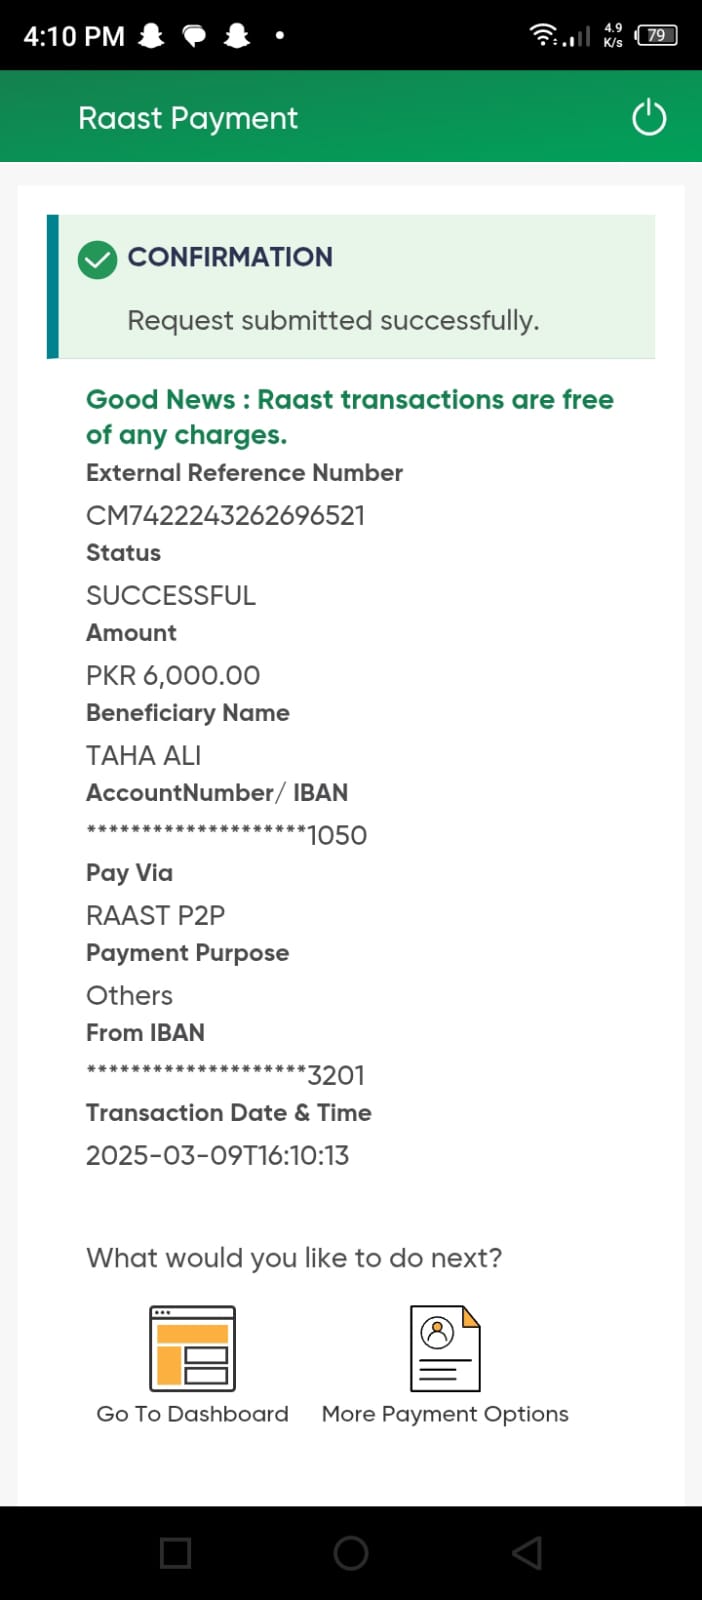 4:10 PM
4.9
K/s
79
Raast Payment
CONFIRMATION
Request submitted successfully.
Good News : Raast transactions are free
of any charges.
External Reference Number
CM7422243262696521
Status
SUCCESSFUL
Amount
PKR 6,000.00
Beneficiary Name
TAHA ALI
AccountNumber/ IBAN
********************1050
Pay Via
RAAST P2P
Payment Purpose
Others
From IBAN
********************3201
Transaction Date & Time
2025-03-09T16:10:13
What would you like to do next?
Go To Dashboard
More Payment Options